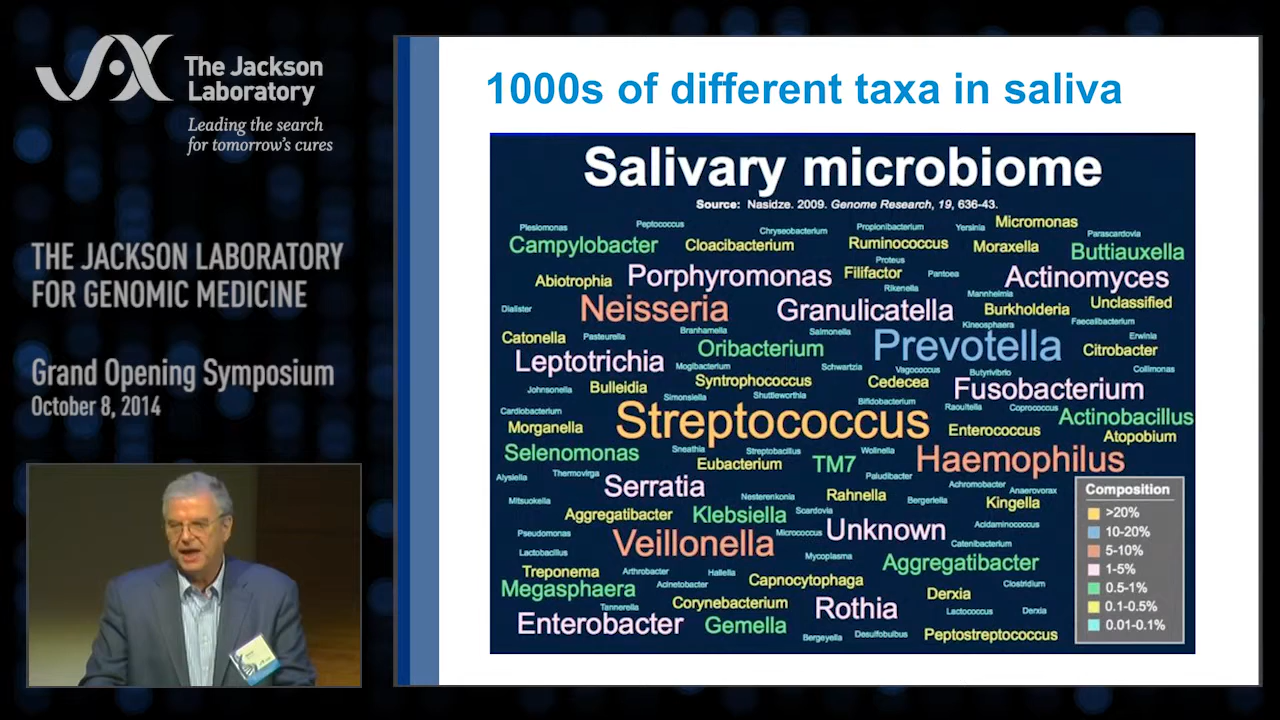 The Jackson
Laboratory
Leading the search
for tomorrow's cures
THE JACKSON LABORATORY
FOR GENOMIC MEDICINE
Grand Opening Symposium
October 8, 2014
1000s of different taxa in saliva
Salivary microbiome
Source: Nasidze. 2009. Genome Research, 19, 636-43.
Plesiomonas Peptococcus Chryseobacterium Propionibacterium Yersinia Micromonas
Campylobacter Cloacibacterium Ruminococcus Moraxella Parascardovia Buttiauxella
Abiotrophia Porphyromonas Filifactor Proteus Pantoea Actinomyces
Rikenella Mannheimia
Dialister Neisseria Granulicatella Burkholderia Unclassified
Catonella Pasteurella Branhamella Salmonella Kineosphaera Faecalibacterium Erwinia
Leptotrichia Oribacterium Prevotella Citrobacter
Mogibacterium Schwartzia Vagococcus Butyrivibrio Collimonas
Johnsonella Bulleidia Syntrophococcus Cedecea Fusobacterium
Simonsiella Shuttleworthia Bifidobacterium
Cardiobacterium Streptococcus Raoultella Coprococcus Actinobacillus
Morganella Enterococcus Atopobium
Selenomonas Sneathia Streptobacillus Wolinella Haemophilus
Alysiella Thermovirga Eubacterium TM7 Paludibacter
Mitsuokella Serratia Nesterenkonia Rahnella Bergeriella Achromobacter Anaerovorax Kingella
Aggregatibacter Klebsiella Scardovia Unknown Acidaminococcus
Pseudomonas Veillonella Micrococcus Catenibacterium
Lactobacillus Mycoplasma Aggregatibacter
Treponema Arthrobacter Hallella Capnocytophaga Clostridium
Megasphaera Acinetobacter Derxia
Tannerella Corynebacterium Rothia Lactococcus Derxia
Enterobacter Gemella Bergeyella Desulfobulbus Peptostreptococcus
Composition
>20%
10-20%
5-10%
1-5%
0.5-1%
0.1-0.5%
0.01-0.1%